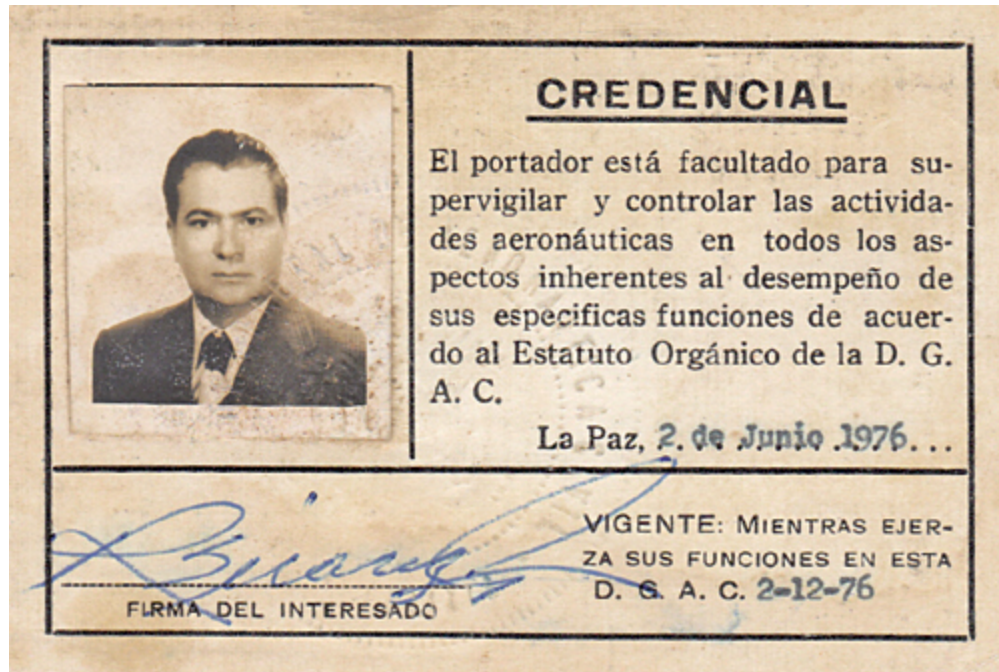 CREDENCIAL
El portador está facultado para su-
pervigilar y controlar las activida-
des aeronáuticas en todos los as-
pectos inherentes al desempeño de
sus especificas funciones de acuer-
do al Estatuto Orgánico de la D. G.
A. C.
La Paz, 2 de Junio 1976...
VIGENTE: MIENTRAS EJER-
ZA SUS FUNCIONES EN ESTA
D. G. A. C. 2-12-76
FIRMA DEL INTERESADO